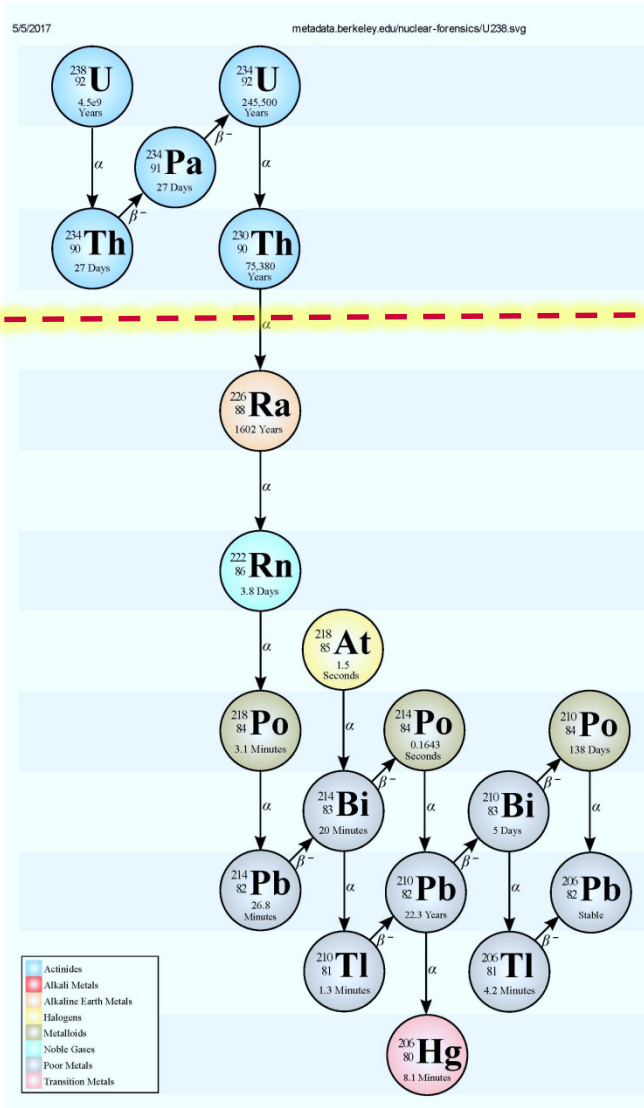 5/5/2017 metadata.berkeley.edu/nuclear-forensics/U238.svg
238 92 U
4.5e9
Years
234 92 U
245,500
Years
β⁻
α
α
234 91 Pa
27 Days
β⁻
234 90 Th
27 Days
230 90 Th
75,380
Years
α
226 88 Ra
1602 Years
α
222 86 Rn
3.8 Days
α
218 85 At
1.5
Seconds
218 84 Po
3.1 Minutes
α
214 84 Po
0.1643
Seconds
210 84 Po
138 Days
β⁻
β⁻
α
α
α
214 83 Bi
20 Minutes
210 83 Bi
5 Days
β⁻
β⁻
α
α
214 82 Pb
26.8
Minutes
210 82 Pb
22.3 Years
206 82 Pb
Stable
β⁻
β⁻
210 81 Tl
1.3 Minutes
α
206 81 Tl
4.2 Minutes
206 80 Hg
8.1 Minutes
Actinides
Alkali Metals
Alkaline Earth Metals
Halogens
Metalloids
Noble Gases
Poor Metals
Transition Metals